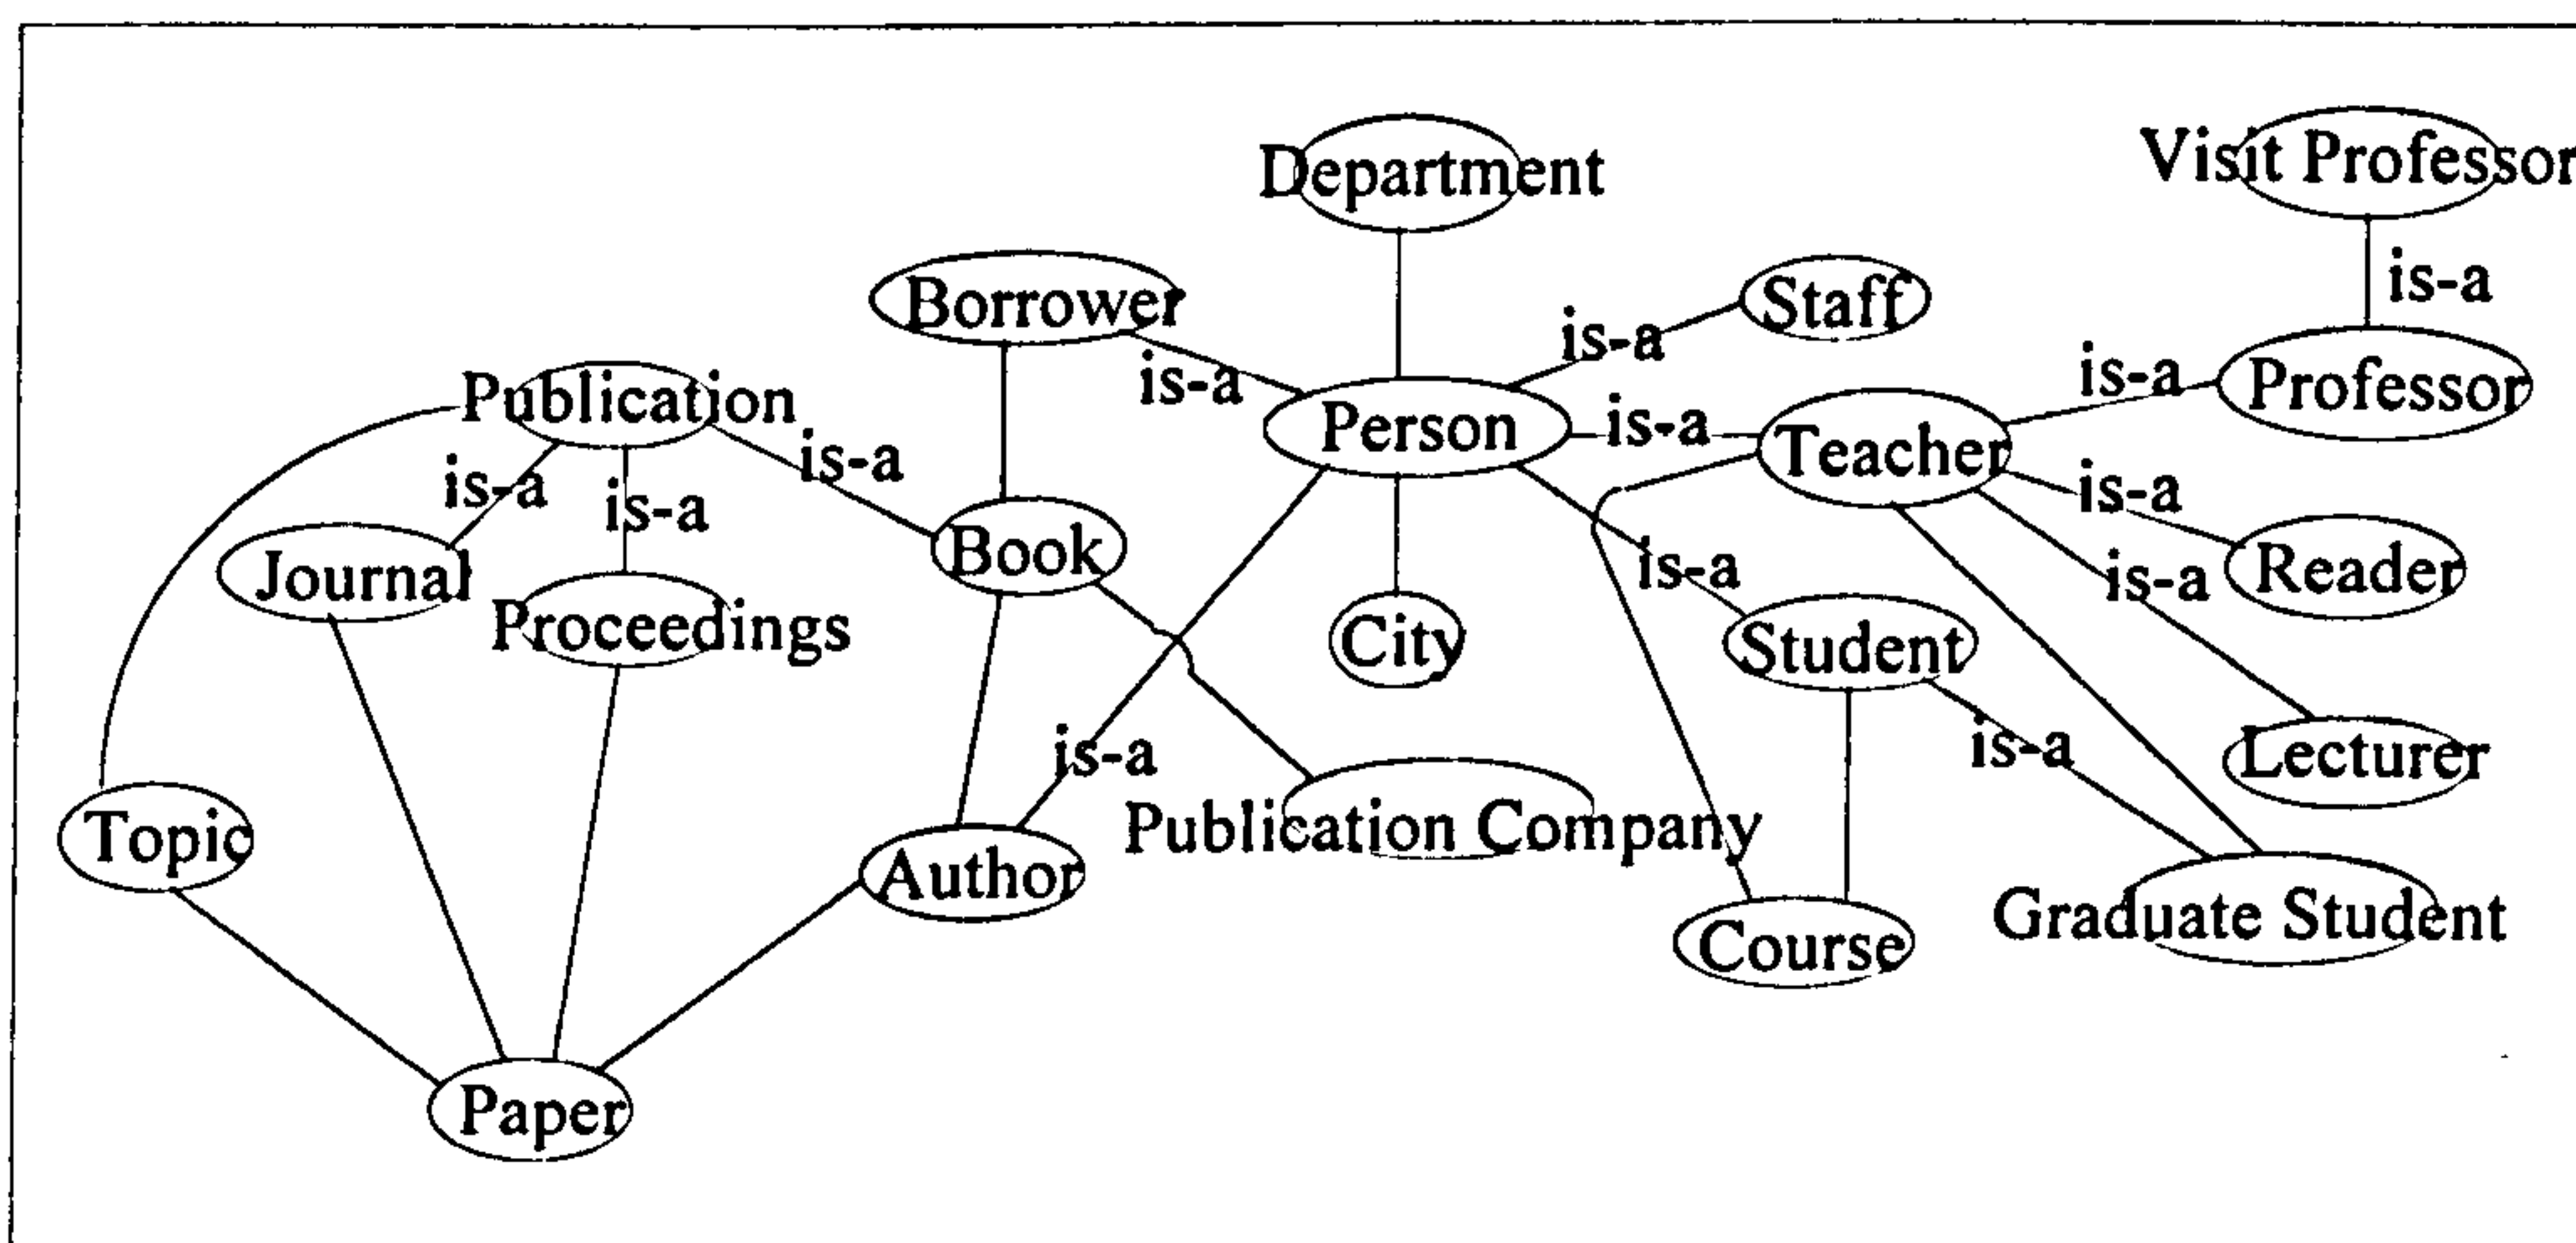 Department
Visit Professor
is-a
Borrower
Staff
is-a
is-a
Publication
Person
is-a
Teacher
is-a
Professor
is-a
is-a
is-a
is-a
Journal
Proceedings
Book
City
is-a
Student
is-a
Reader
is-a
is-a
is-a
Lecturer
Topic
Author
Publication Company
Course
Graduate Student
Paper